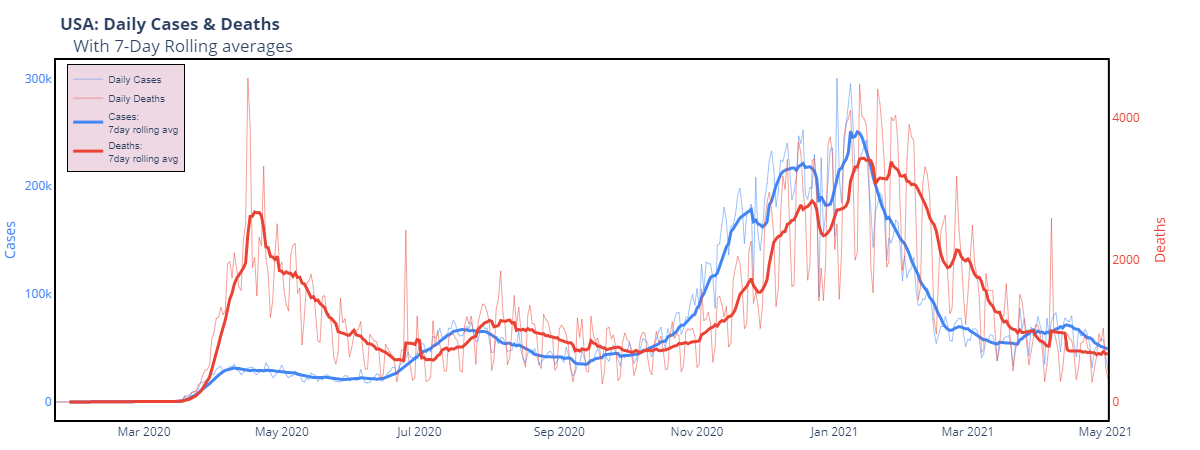 USA: Daily Cases & Deaths
With 7-Day Rolling averages
Daily Cases
Daily Deaths
Cases:
7day rolling avg
Deaths:
7day rolling avg
300k
200k
100k
0
Cases
4000
2000
0
Deaths
Mar 2020
May 2020
Jul 2020
Sep 2020
Nov 2020
Jan 2021
Mar 2021
May 2021